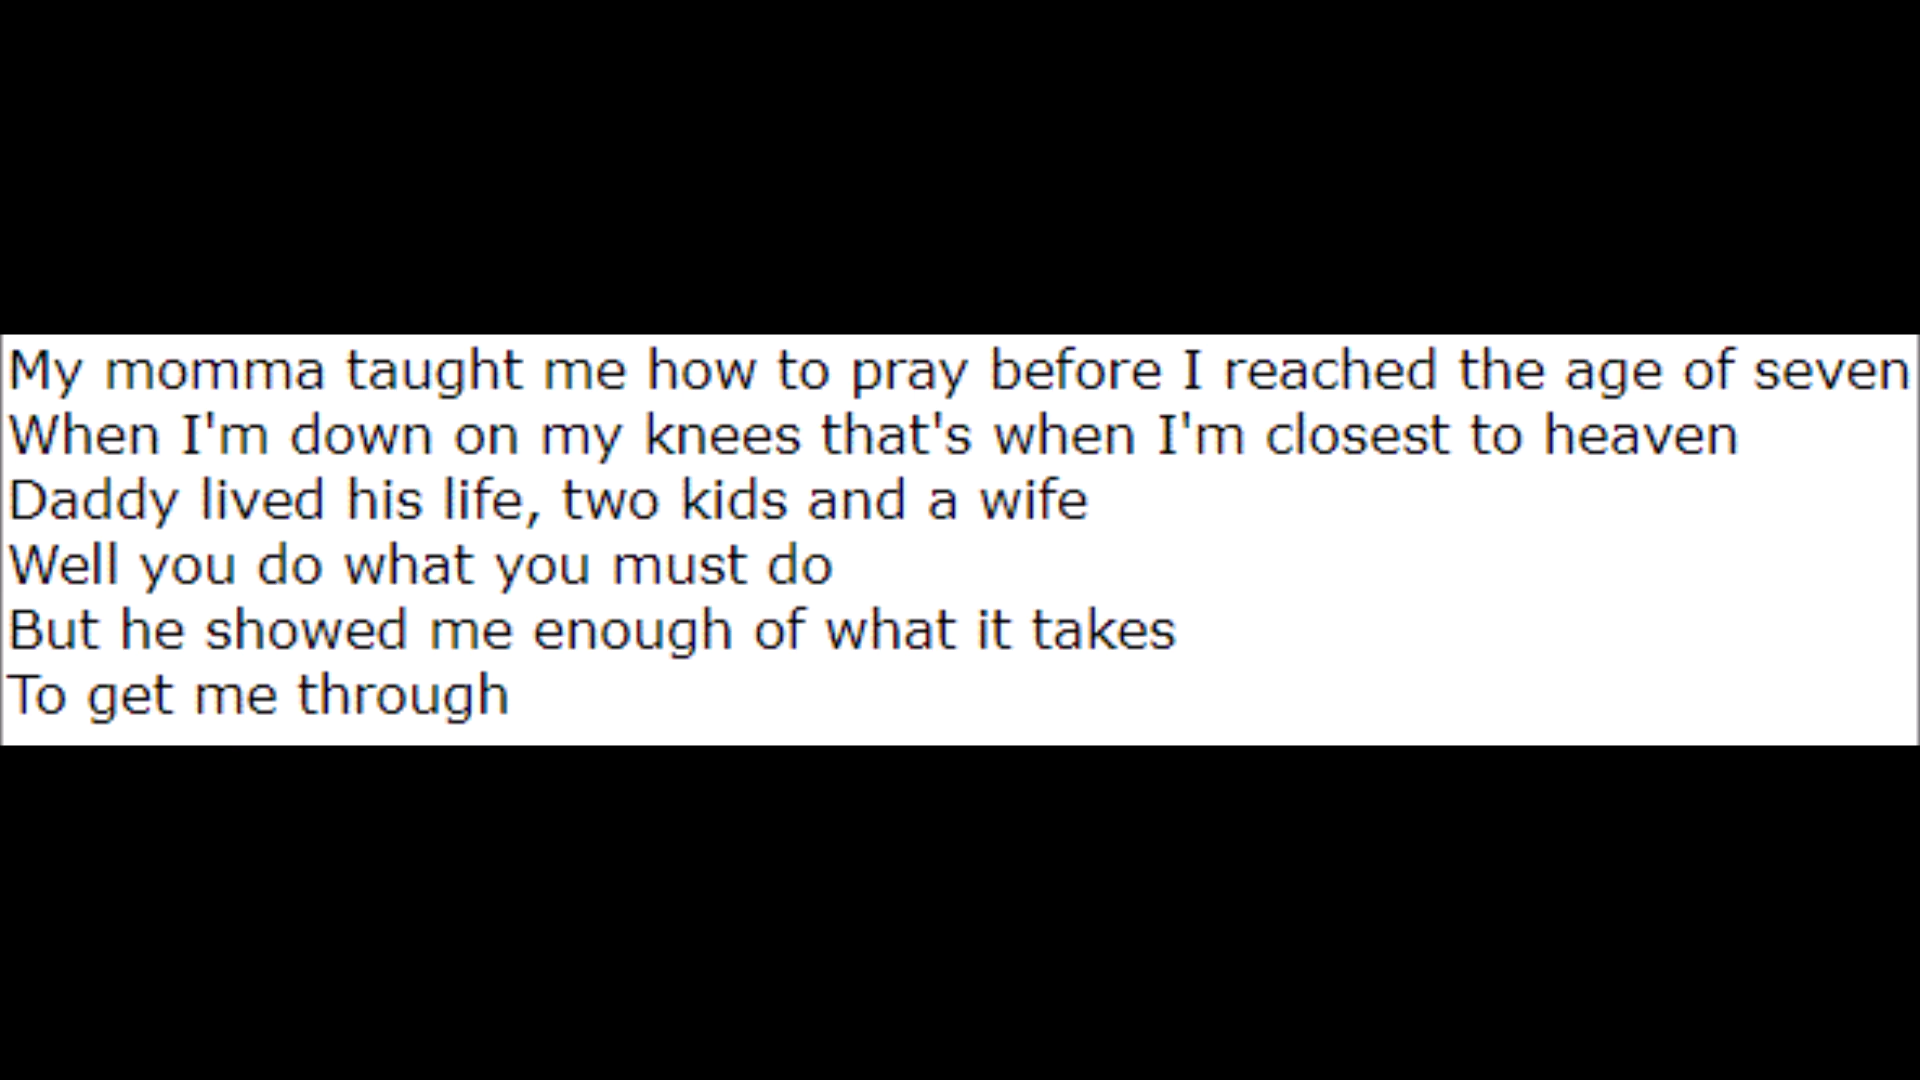 My momma taught me how to pray before I reached the age of seven
When I'm down on my knees that's when I'm closest to heaven
Daddy lived his life, two kids and a wife
Well you do what you must do
But he showed me enough of what it takes
To get me through